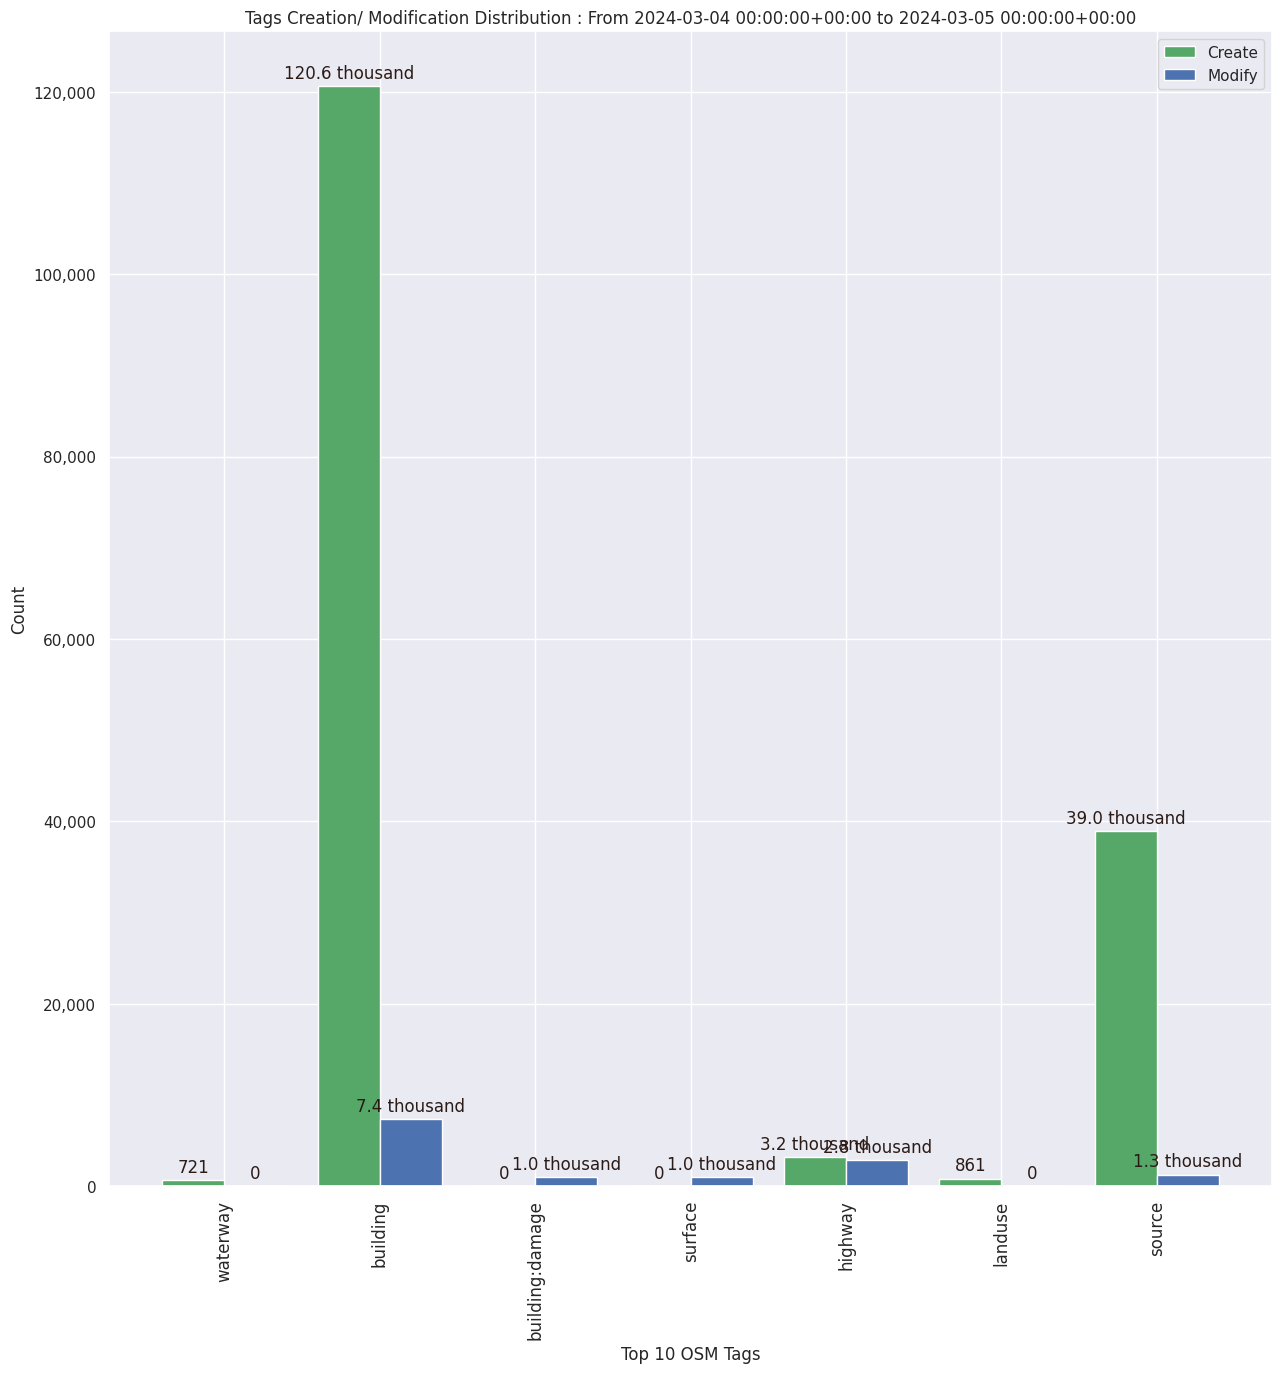 Tags Creation/ Modification Distribution : From 2024-03-04 00:00:00+00:00 to 2024-03-05 00:00:00+00:00
Create
Modify
120.6 thousand
120,000
100,000
80,000
60,000
Count
40,000
39.0 thousand
20,000
7.4 thousand
3.2 thousand
2.8 thousand
721
0
0
1.0 thousand
0
1.0 thousand
861
0
1.3 thousand
0
waterway
building
building:damage
surface
highway
landuse
source
Top 10 OSM Tags